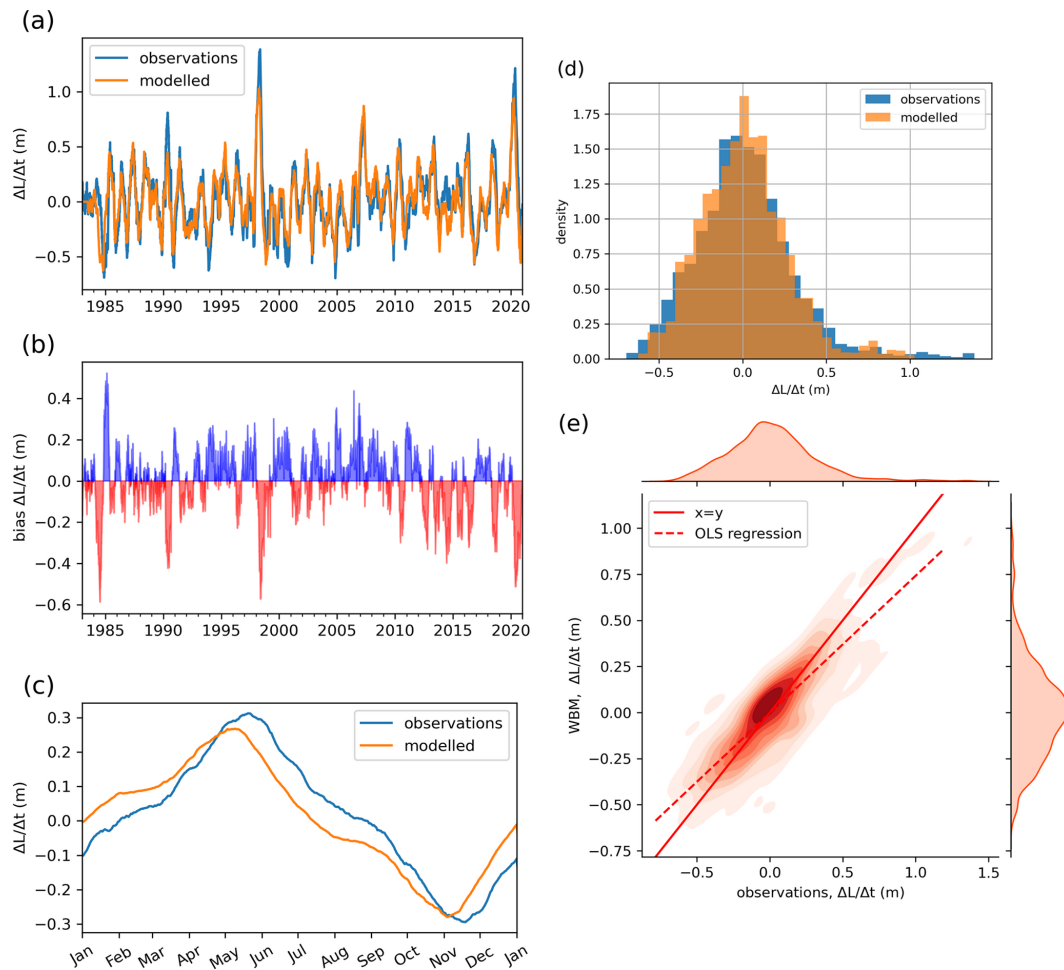 (a)
ΔL/Δt (m)
1.0
0.5
0.0
−0.5
observations
modelled
1985 1990 1995 2000 2005 2010 2015 2020
(b)
bias ΔL/Δt (m)
0.4
0.2
0.0
−0.2
−0.4
−0.6
1985 1990 1995 2000 2005 2010 2015 2020
(c)
ΔL/Δt (m)
0.3
0.2
0.1
0.0
−0.1
−0.2
−0.3
observations
modelled
Jan Feb Mar Apr May Jun Jul Aug Sep Oct Nov Dec Jan
(d)
density
1.75
1.50
1.25
1.00
0.75
0.50
0.25
0.00
observations
modelled
−0.5 0.0 0.5 1.0
ΔL/Δt (m)
(e)
x=y
OLS regression
WBM, ΔL/Δt (m)
1.00
0.75
0.50
0.25
0.00
−0.25
−0.50
−0.75
−0.5 0.0 0.5 1.0 1.5
observations, ΔL/Δt (m)